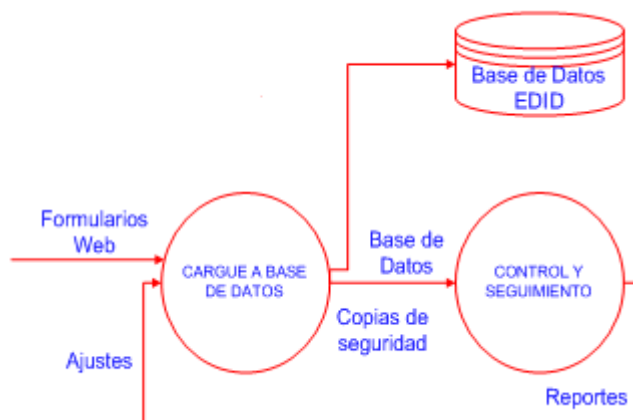 Base de Datos
EDID
Formularios
Web
CARGUE A BASE
DE DATOS
Base de
Datos
CONTROL Y
SEGUIMIENTO
Copias de
seguridad
Ajustes
Reportes